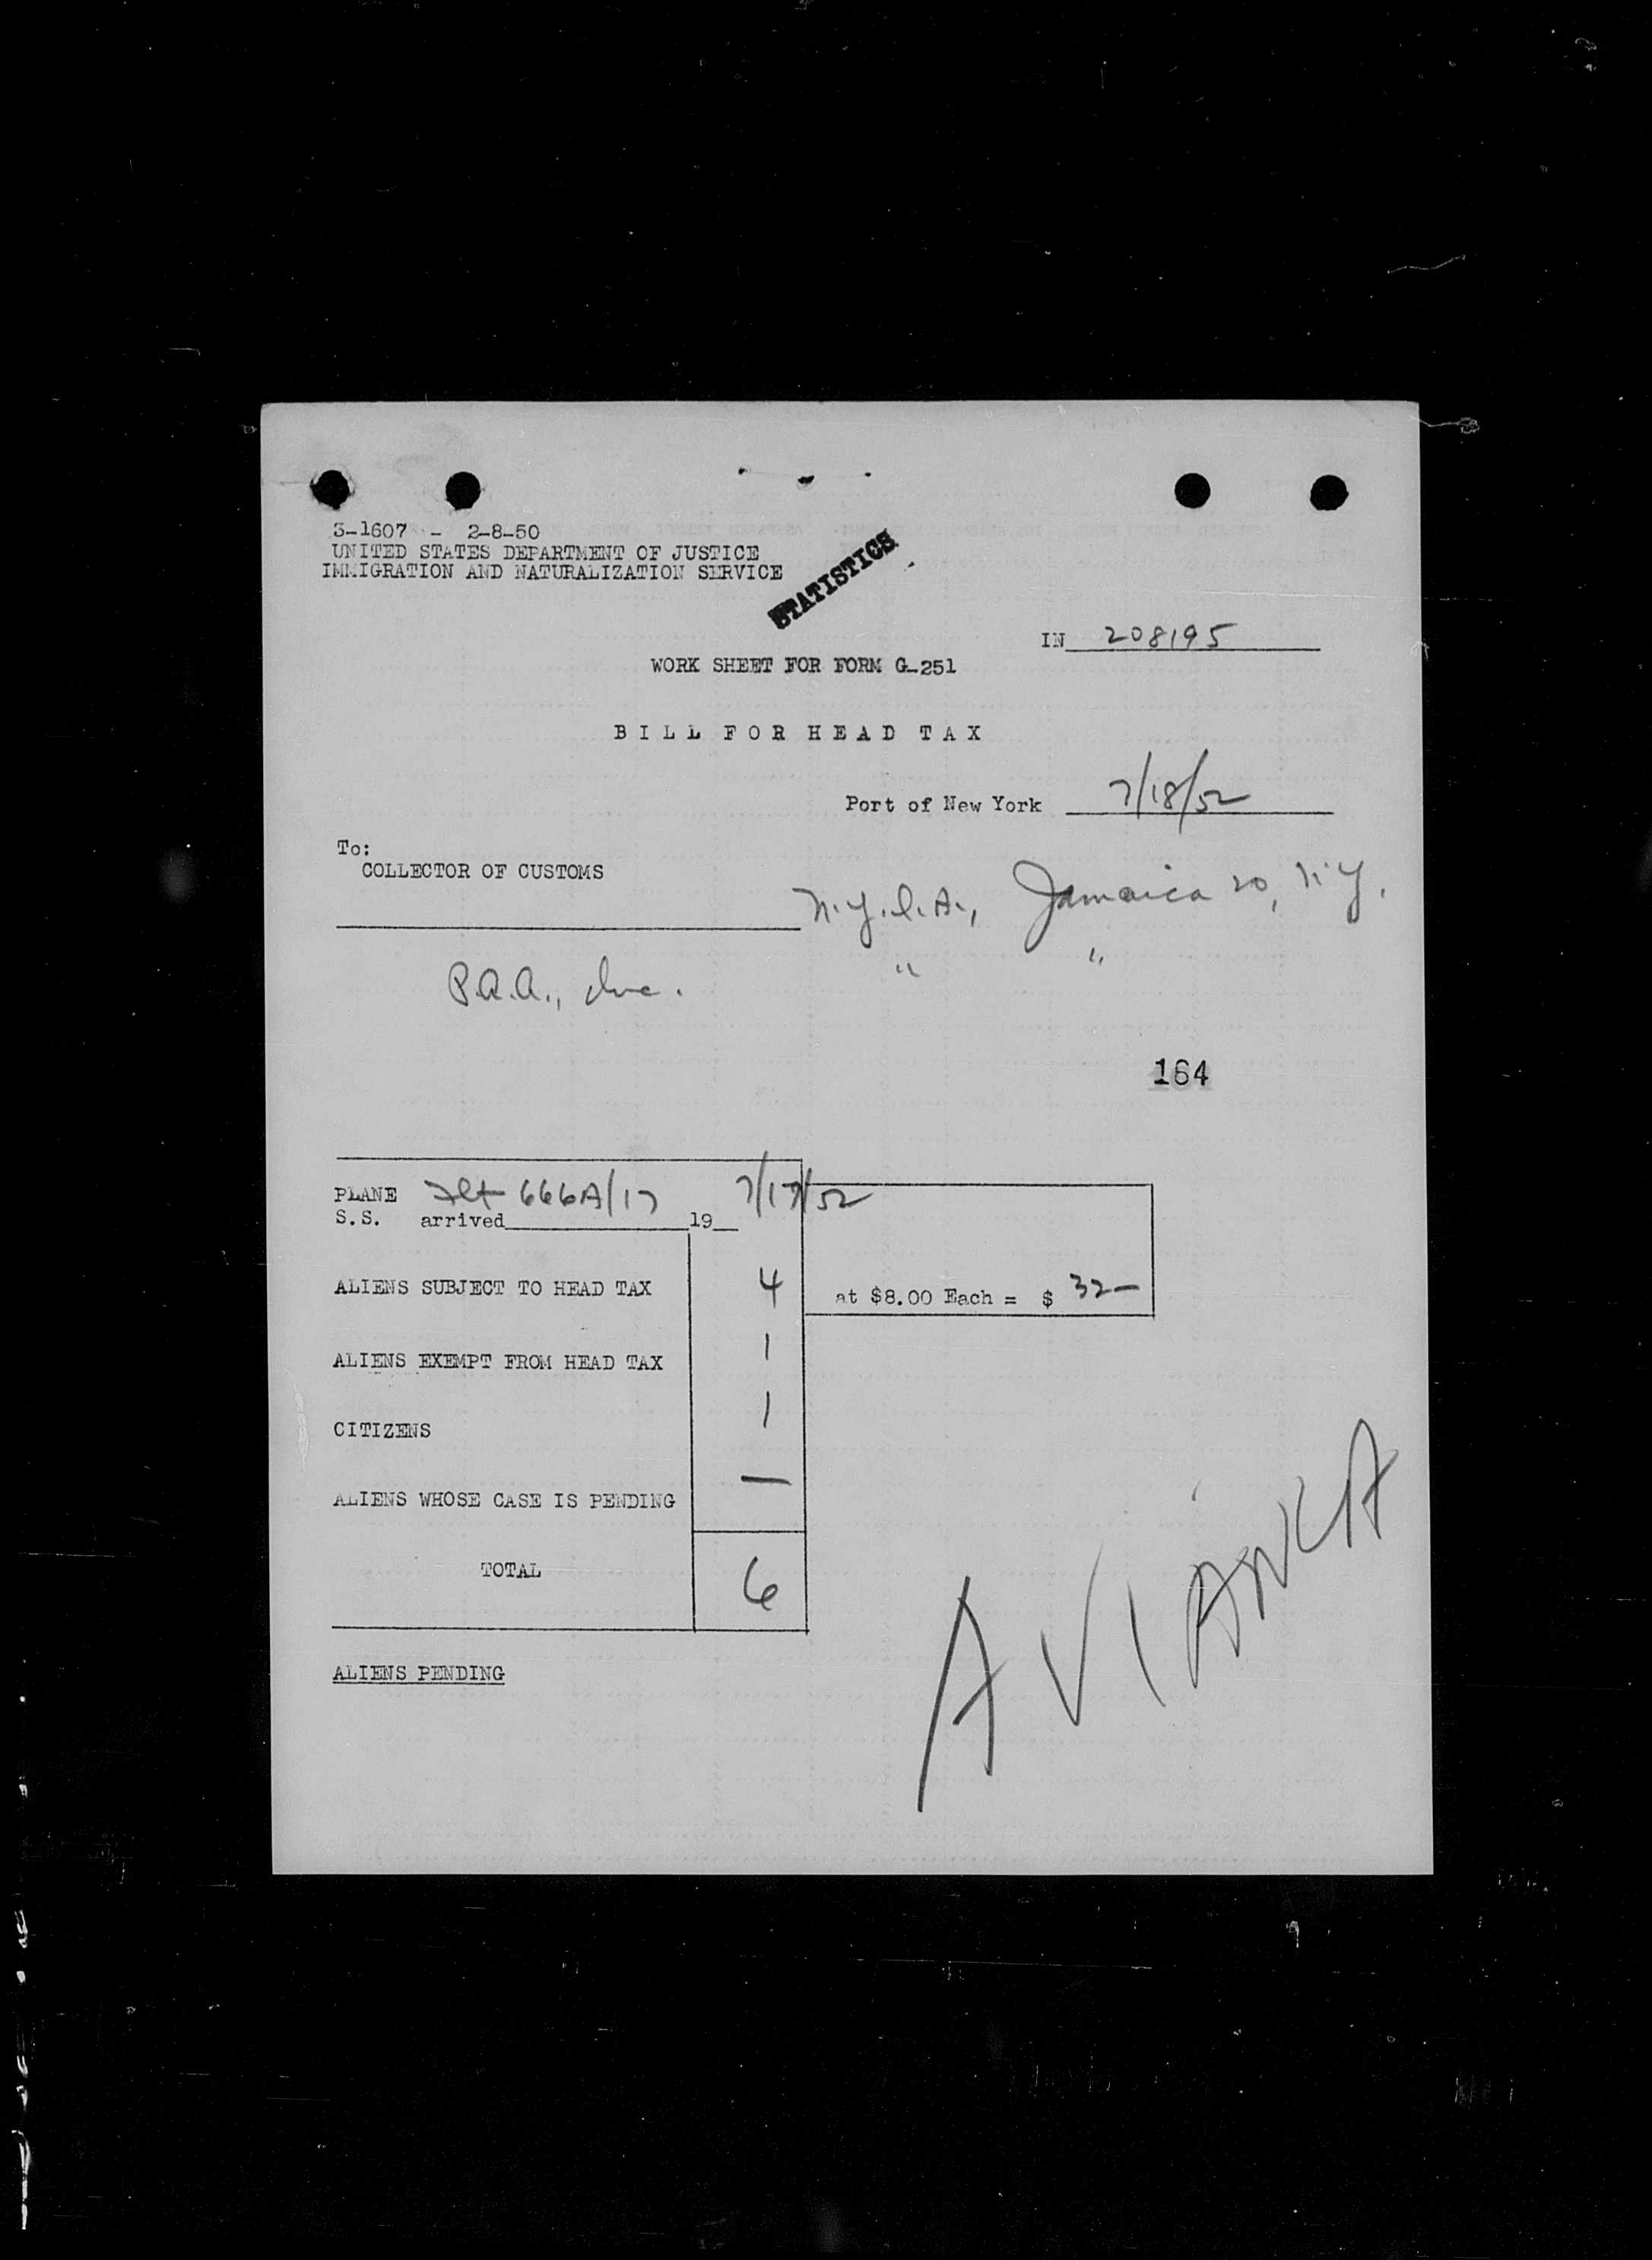 3-1607 - 2-8-50
UNITED STATES DEPARTMENT OF JUSTICE
IMMIGRATION AND NATURALIZATION SERVICE
STATISTICS
IN 208195
WORK SHEET FOR FORM G-251
BILL FOR HEAD TAX
Port of New York 7/18/52
To:
COLLECTOR OF CUSTOMS
N.Y.I.A., Jamaica 20, N.Y.
P.A.A., Inc. " "
164
PLANE Flt 666A/17 7/17/52
S.S. arrived 19
ALIENS SUBJECT TO HEAD TAX 4 at $8.00 Each = $ 32-
ALIENS EXEMPT FROM HEAD TAX 1
CITIZENS 1
ALIENS WHOSE CASE IS PENDING —
TOTAL 6
ALIENS PENDING
AVIANKA